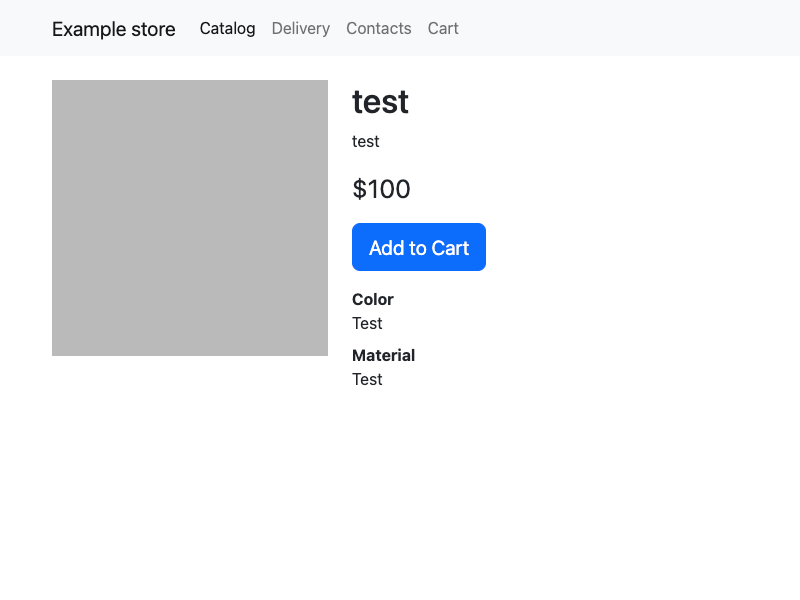 Example store Catalog Delivery Contacts Cart
test
test
$100
Add to Cart
Color
Test
Material
Test